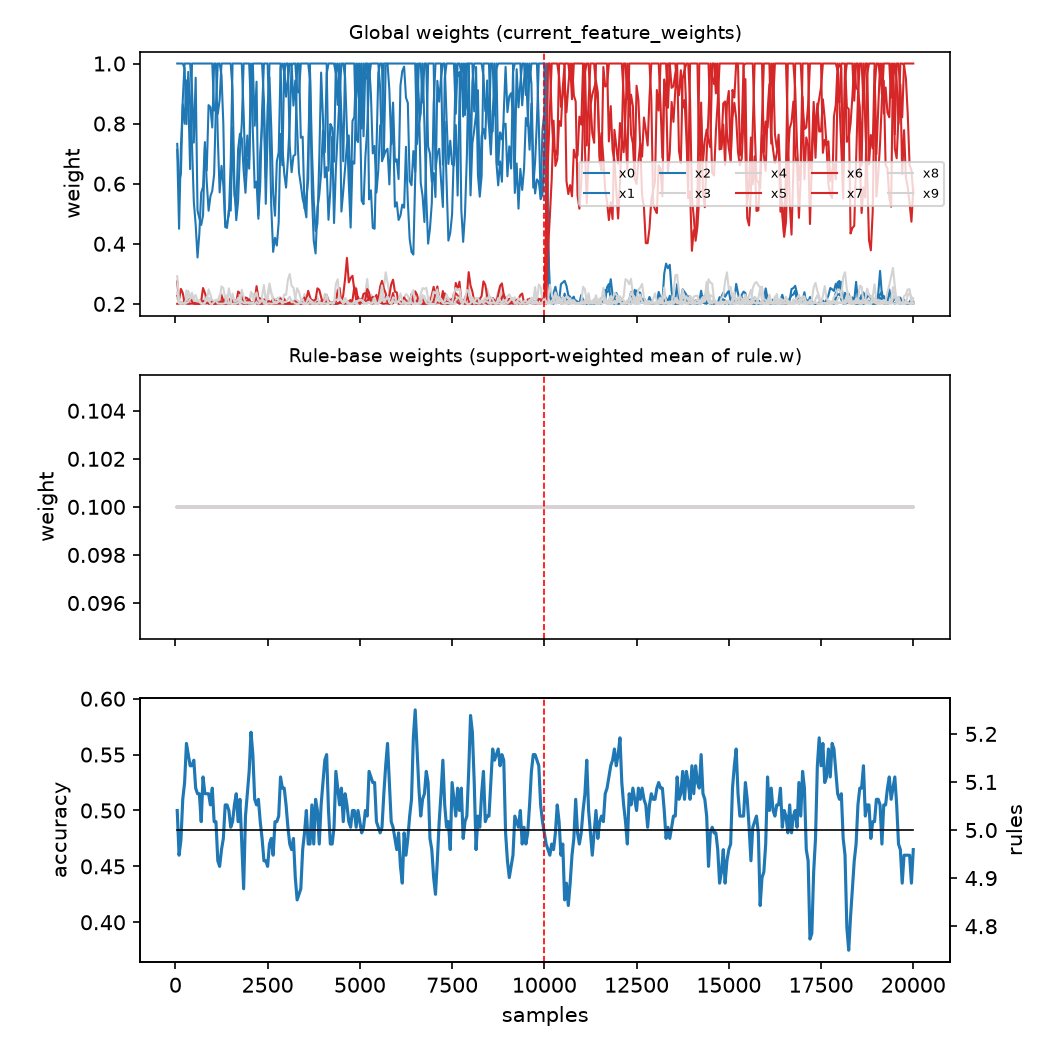 Global weights (current_feature_weights)
1.0
0.8
0.6
0.4
0.2
weight
x0 x2 x4 x6 x8
x1 x3 x5 x7 x9
Rule-base weights (support-weighted mean of rule.w)
0.104
0.102
0.100
0.098
0.096
weight
0.60
0.55
0.50
0.45
0.40
accuracy
5.2
5.1
5.0
4.9
4.8
rules
0 2500 5000 7500 10000 12500 15000 17500 20000
samples